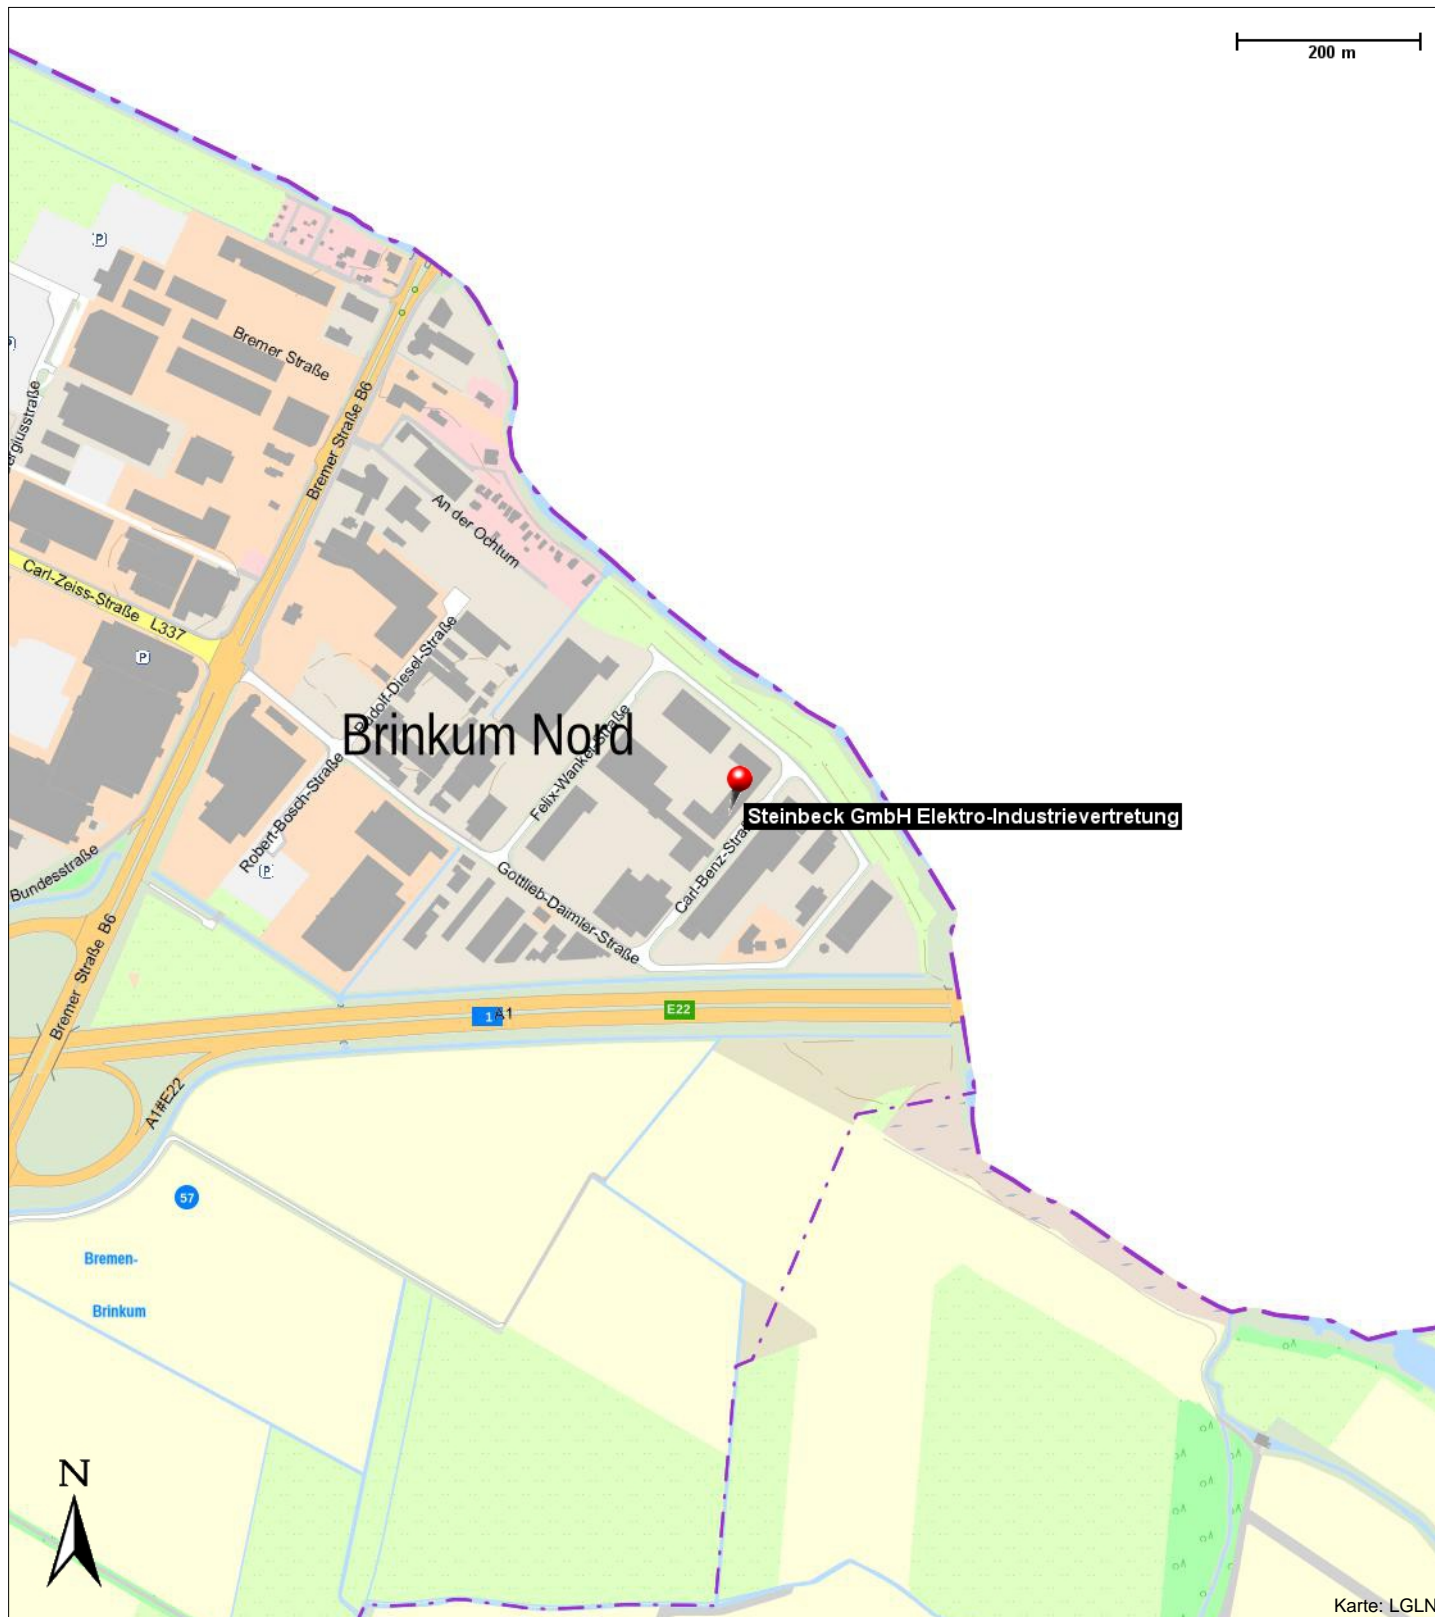 200 m
P
Bremer Straße
Bremer Straße B6
An der Ochtum
Carl-Zeiss-Straße L337
P
Rudolf-Diesel-Straße
Brinkum Nord
Felix-Wankel-Straße
Robert-Bosch-Straße
Steinbeck GmbH Elektro-Industrievertretung
Carl-Benz-Straße
P
Bundesstraße
Gottlieb-Daimler-Straße
Bremer Straße B6
1
A1
E22
A1#E22
57
Bremen-
Brinkum
N
Karte: LGLN